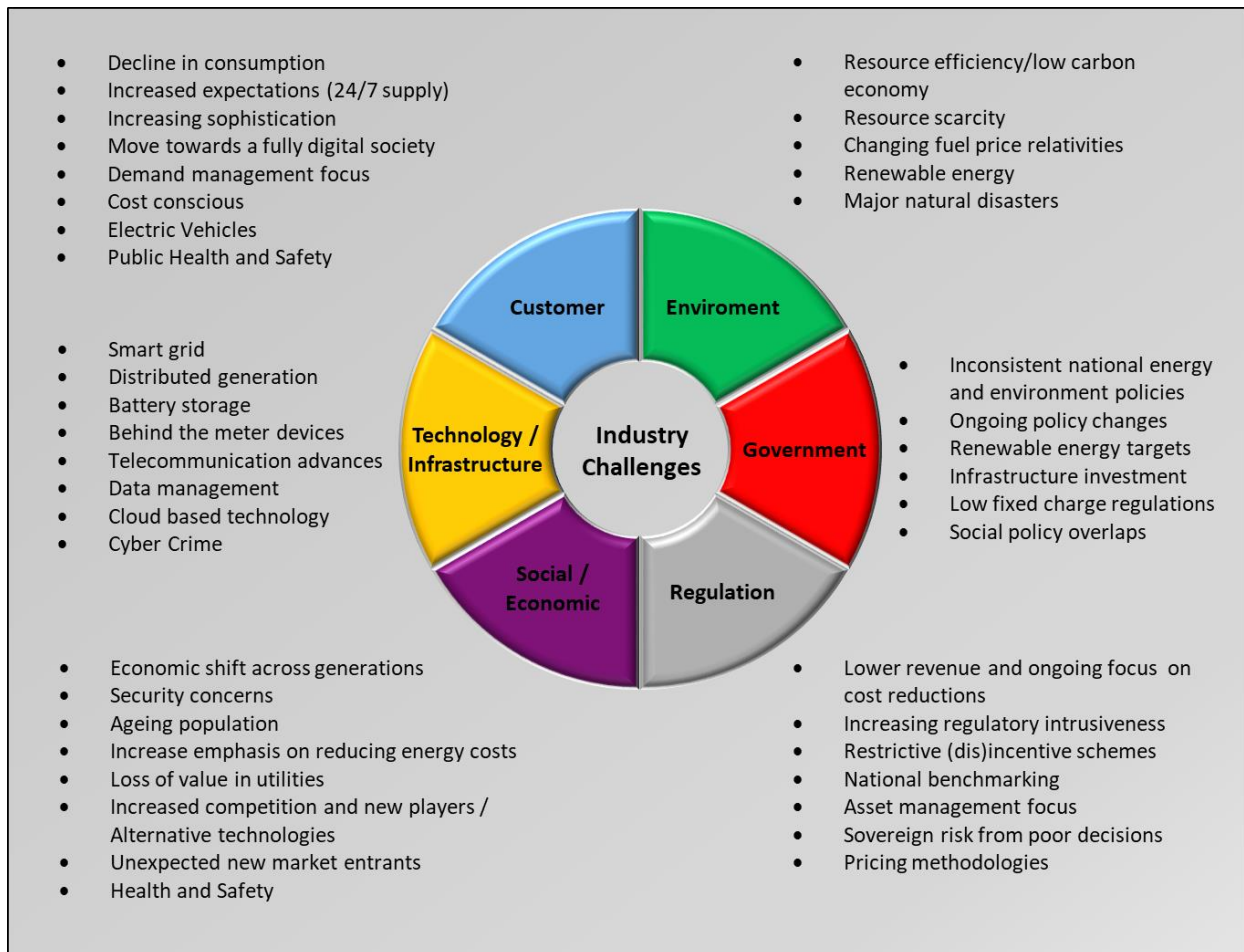 • Decline in consumption
• Increased expectations (24/7 supply)
• Increasing sophistication
• Move towards a fully digital society
• Demand management focus
• Cost conscious
• Electric Vehicles
• Public Health and Safety
• Resource efficiency/low carbon
economy
• Resource scarcity
• Changing fuel price relativities
• Renewable energy
• Major natural disasters
Customer
Enviroment
• Smart grid
• Distributed generation
• Battery storage
• Behind the meter devices
• Telecommunication advances
• Data management
• Cloud based technology
• Cyber Crime
Technology /
Infrastructure
Industry
Challenges
Government
• Inconsistent national energy
and environment policies
• Ongoing policy changes
• Renewable energy targets
• Infrastructure investment
• Low fixed charge regulations
• Social policy overlaps
Social /
Economic
Regulation
• Economic shift across generations
• Security concerns
• Ageing population
• Increase emphasis on reducing energy costs
• Loss of value in utilities
• Increased competition and new players /
Alternative technologies
• Unexpected new market entrants
• Health and Safety
• Lower revenue and ongoing focus on
cost reductions
• Increasing regulatory intrusiveness
• Restrictive (dis)incentive schemes
• National benchmarking
• Asset management focus
• Sovereign risk from poor decisions
• Pricing methodologies